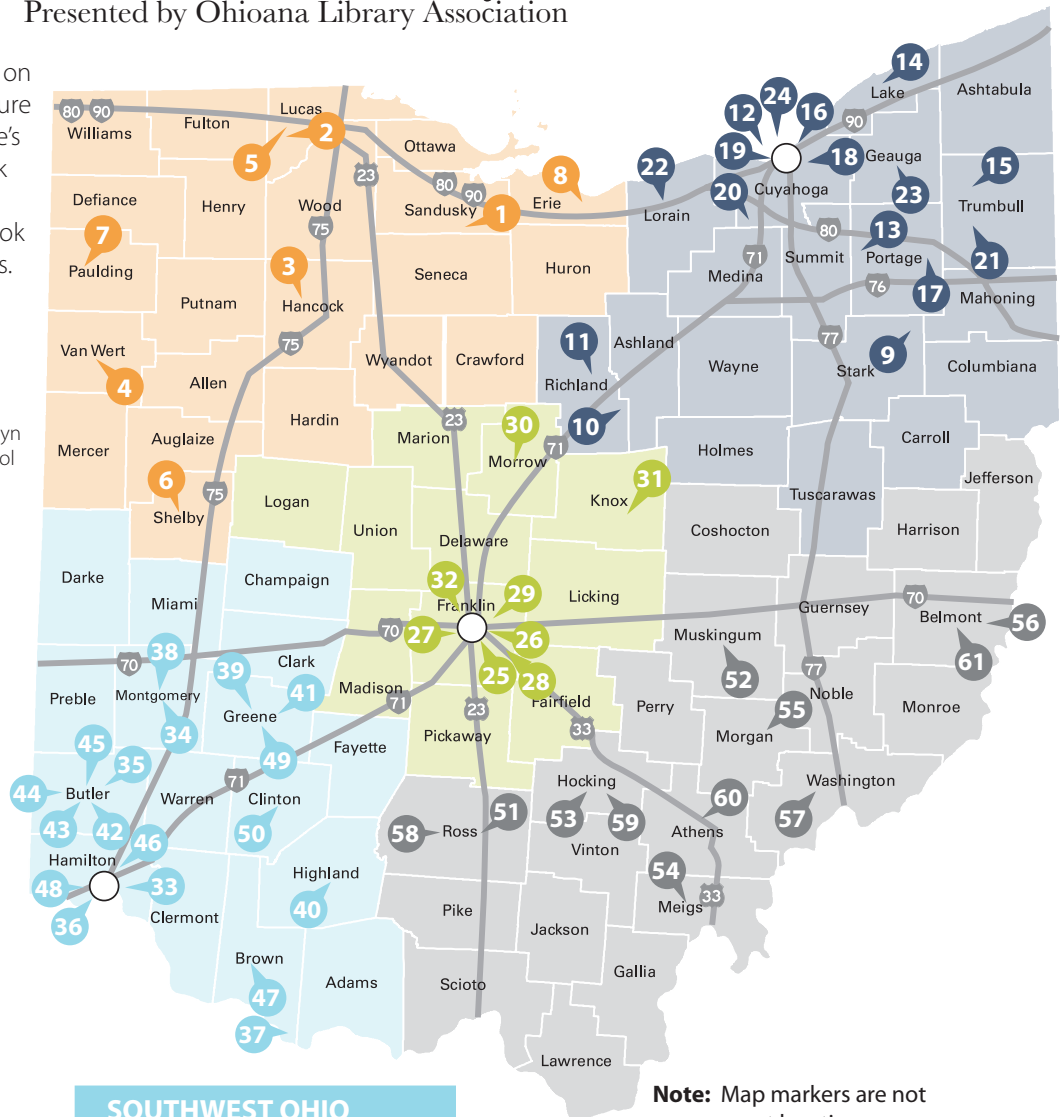 Presented by Ohioana Library Association
on
ure
e's
k
ok
s.
yn
ol
80 90
Williams
Fulton
Lucas
2
5
Ottawa
23
80 90
Defiance
Henry
Wood
75
Sandusky
1
8
Erie
7
Paulding
3
Hancock
Seneca
Huron
Putnam
75
Van Wert
4
Allen
Wyandot
Crawford
Hardin
Mercer
Auglaize
6
Shelby
75
14
Lake
Ashtabula
24
12
16
90
19
18
Geauga
22
20
Cuyahoga
15
23
Lorain
Trumbull
80
13
71
Summit
Portage
21
Medina
76
17
Mahoning
11
Ashland
77
9
Richland
Wayne
Stark
Columbiana
10
Holmes
Carroll
Tuscarawas
23
Marion
30
71
Morrow
31
Knox
Logan
Union
Delaware
32
Franklin
29
Licking
70
27
26
25
28
Fairfield
Madison
71
23
33
Pickaway
Jefferson
Coshocton
Harrison
Guernsey
70
Belmont
56
Muskingum
61
52
77
Noble
Monroe
Perry
55
Morgan
Washington
57
Hocking
53
59
60
Athens
Vinton
51
58
Ross
54
Meigs
33
Pike
Jackson
Gallia
Scioto
Lawrence
Darke
Champaign
Miami
38
70
39
Clark
41
Preble
Montgomery
Greene
34
49
Fayette
45
35
44
Butler
71
Warren
Clinton
43
42
50
46
Hamilton
48
33
Highland
40
36
Clermont
Brown
47
Adams
37
SOUTHWEST OHIO
Note: Map markers are not